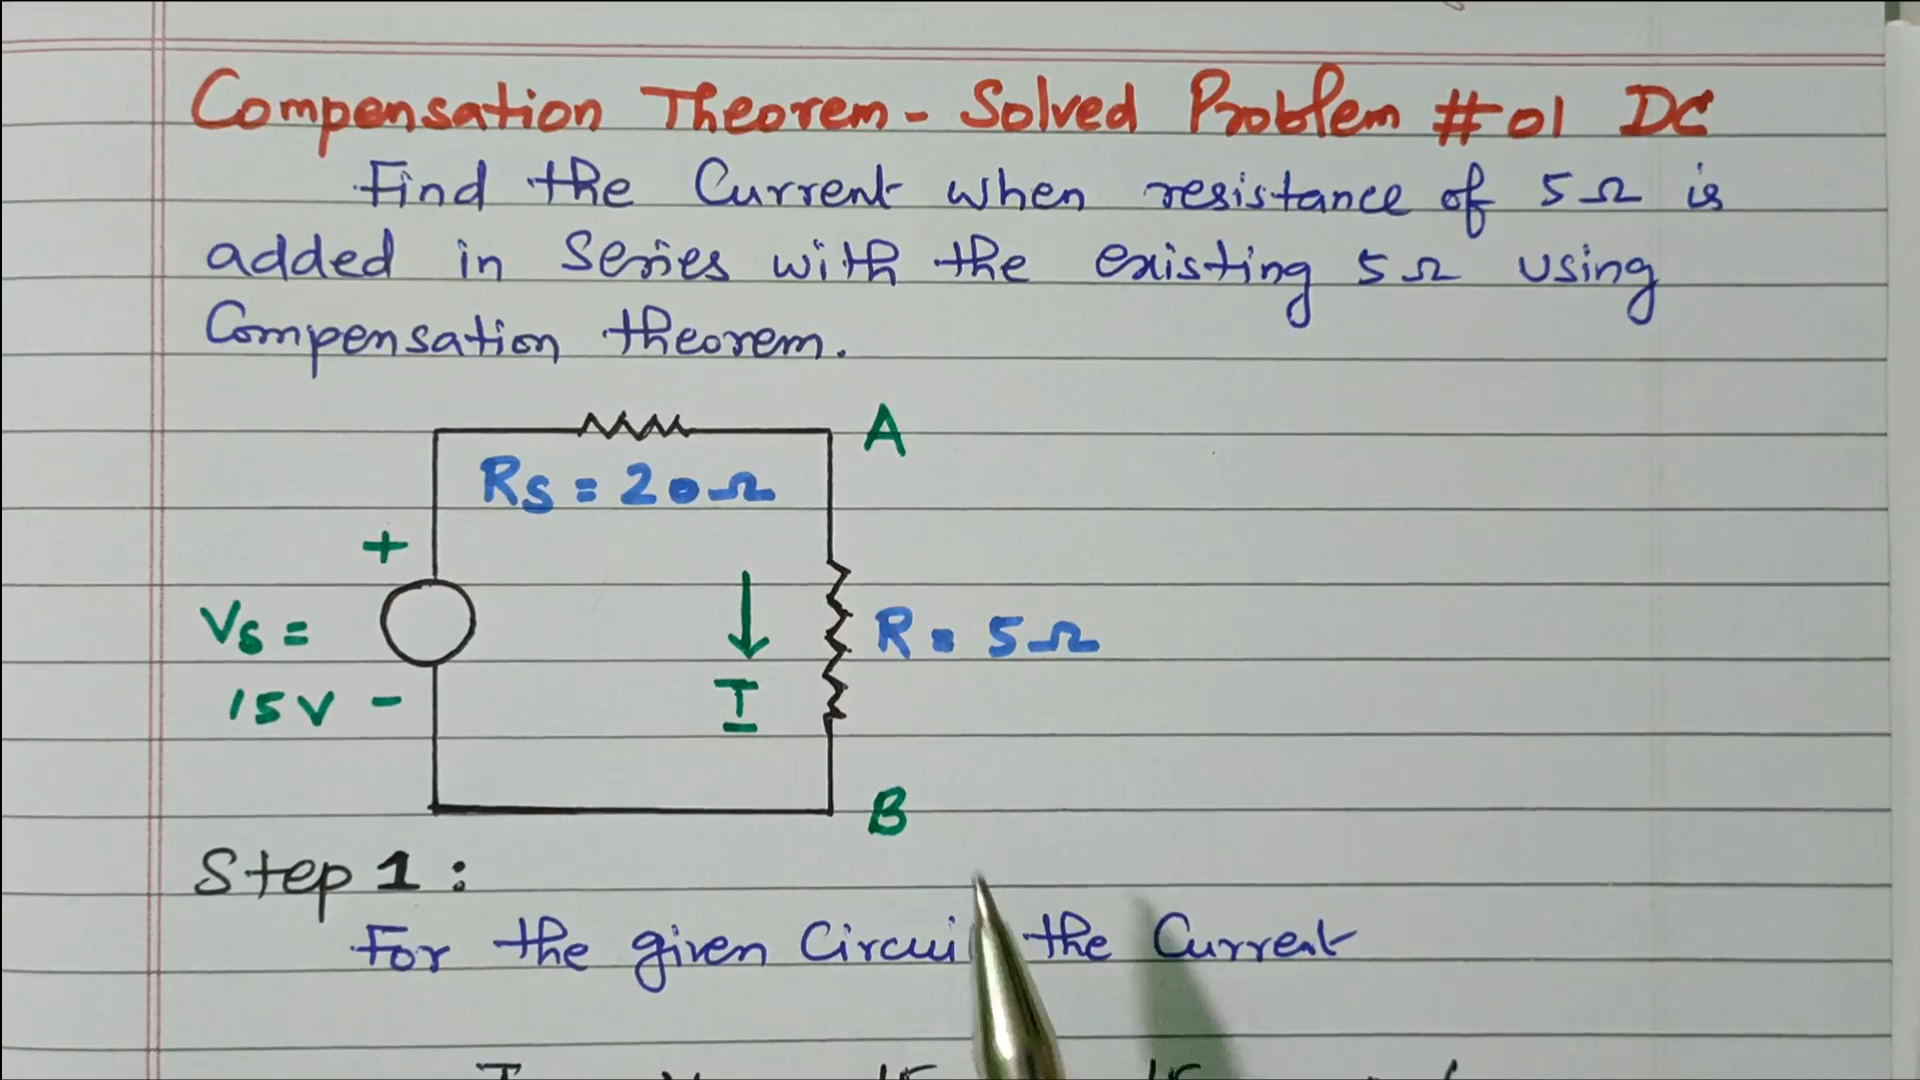 Compensation Theorem - Solved Problem #01 DC
Find the Current when resistance of 5Ω is
added in Series with the existing 5Ω using
Compensation theorem.
A
Rs = 20Ω
+
Vs =
R = 5Ω
15V -
I
B
Step 1:
For the given Circui the Current